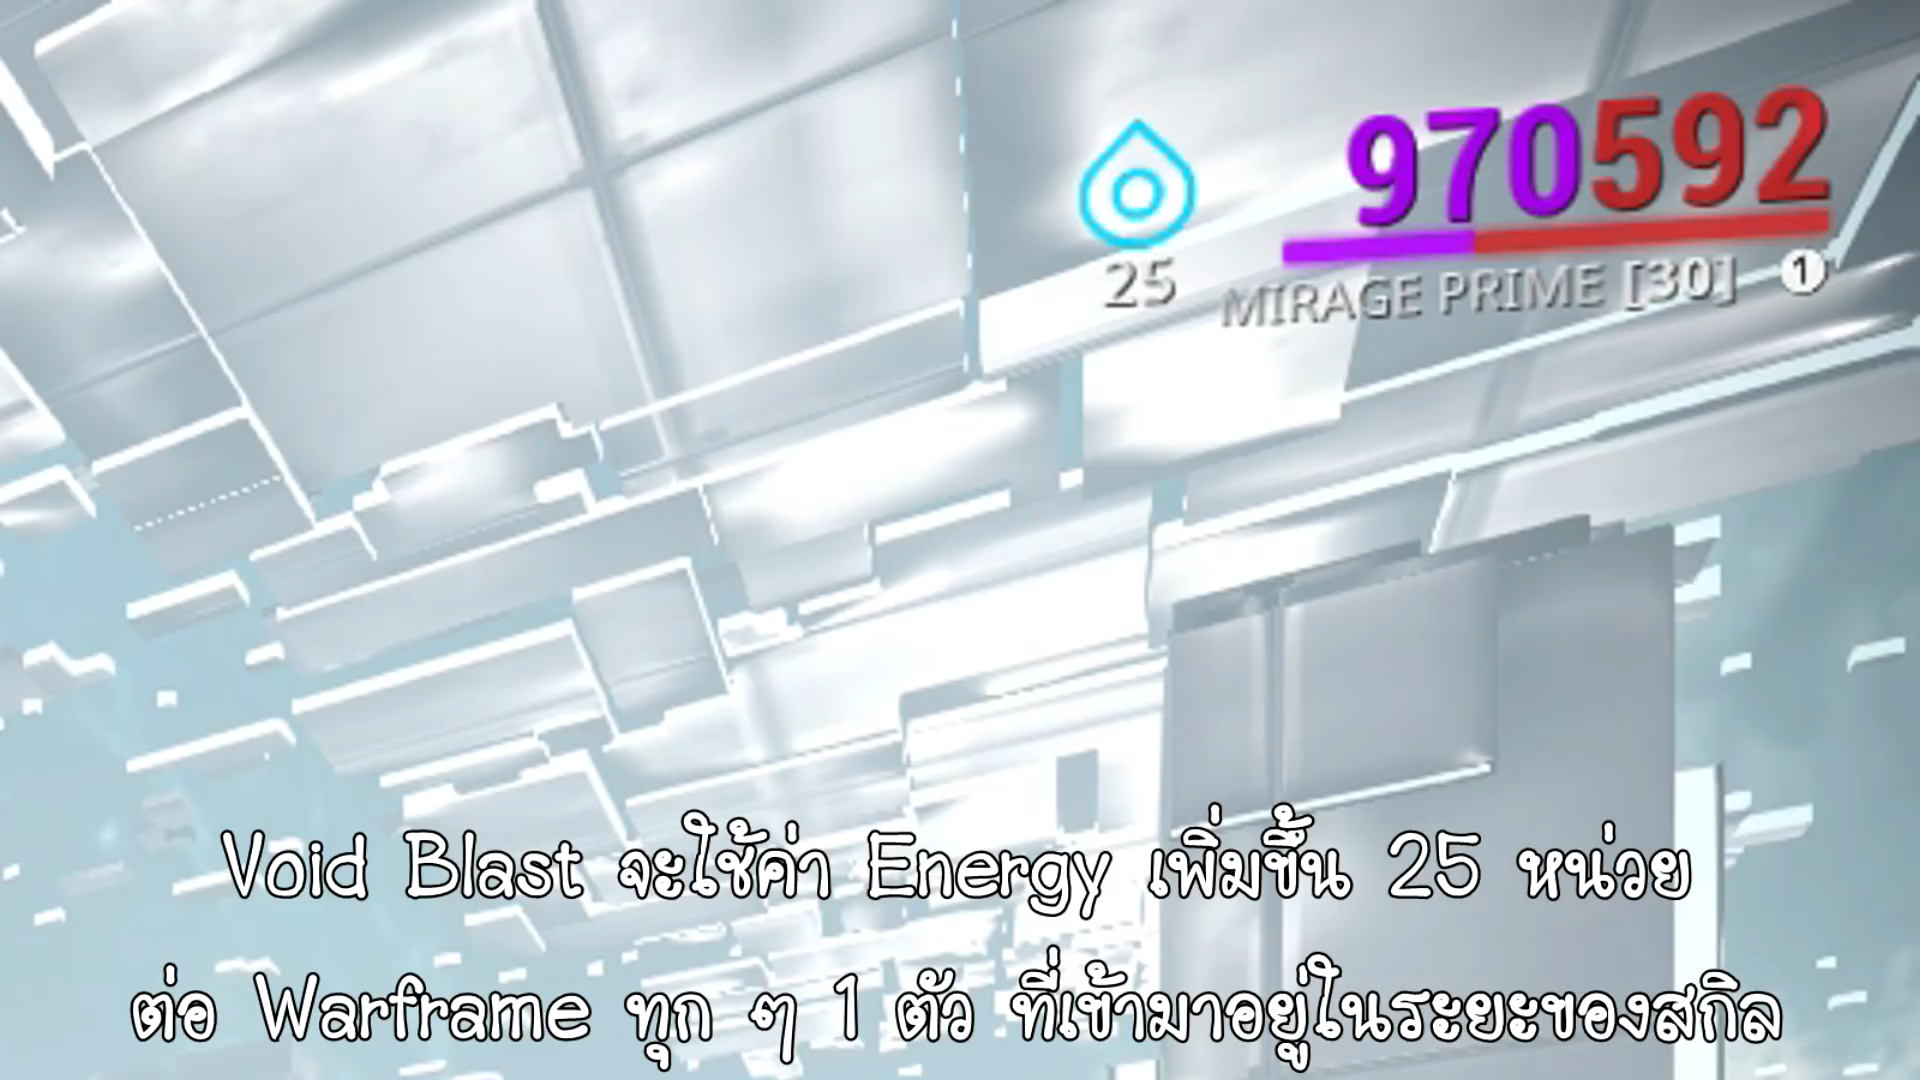 970592
25
MIRAGE PRIME [30] 1
Void Blast จะใช้ค่า Energy เพิ่มขึ้น 25 หน่วย
ต่อ Warframe ทุก ๆ 1 ตัว ที่เข้ามาอยู่ในระยะของสกิล